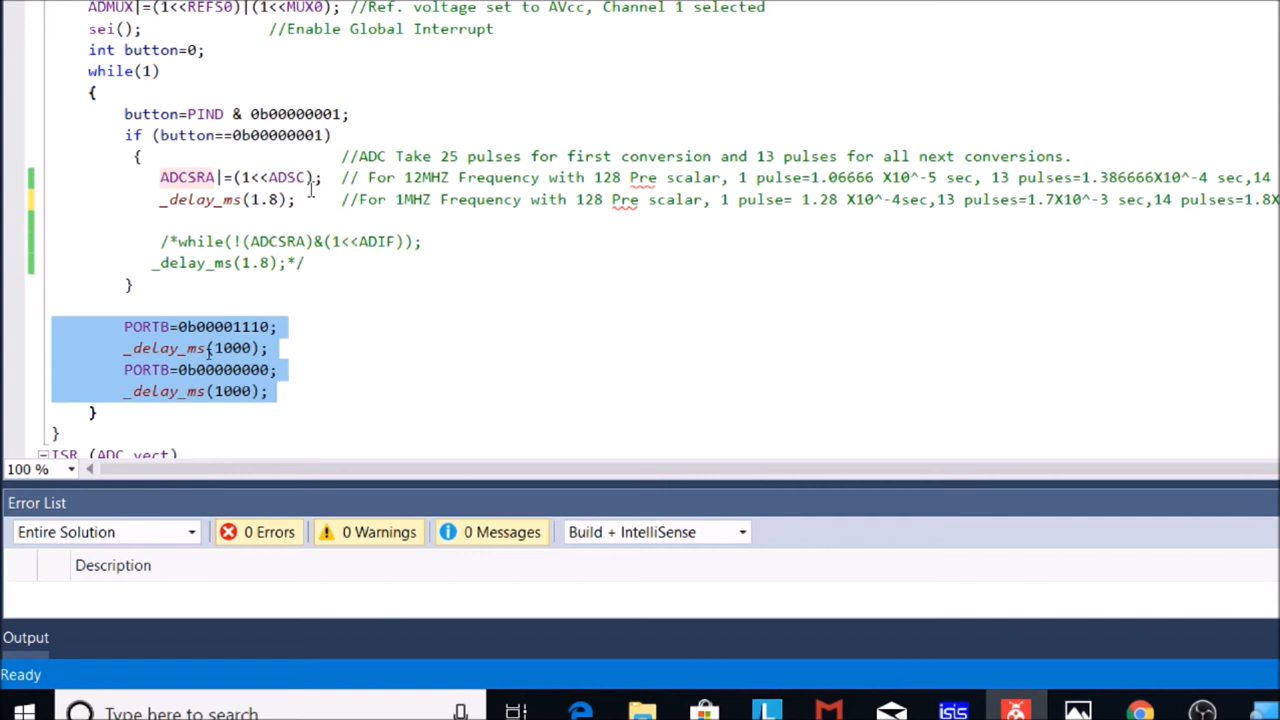 ADMUX|=(1<<REFS0)|(1<<MUX0); //Ref. voltage set to AVcc, Channel 1 selected
sei(); //Enable Global Interrupt
int button=0;
while(1)
{
button=PIND & 0b00000001;
if (button==0b00000001)
{ //ADC Take 25 pulses for first conversion and 13 pulses for all next conversions.
ADCSRA|=(1<<ADSC); // For 12MHZ Frequency with 128 Pre scalar, 1 pulse=1.06666 X10^-5 sec, 13 pulses=1.386666X10^-4 sec,14
_delay_ms(1.8); //For 1MHZ Frequency with 128 Pre scalar, 1 pulse= 1.28 X10^-4sec,13 pulses=1.7X10^-3 sec,14 pulses=1.8X
/*while(!(ADCSRA)&(1<<ADIF));
_delay_ms(1.8);*/
}
PORTB=0b00001110;
_delay_ms(1000);
PORTB=0b00000000;
_delay_ms(1000);
}
}
ISR (ADC_vect)
100 %
Error List
Entire Solution 0 Errors 0 Warnings 0 Messages Build + IntelliSense
Description
Output
Ready
Type here to search